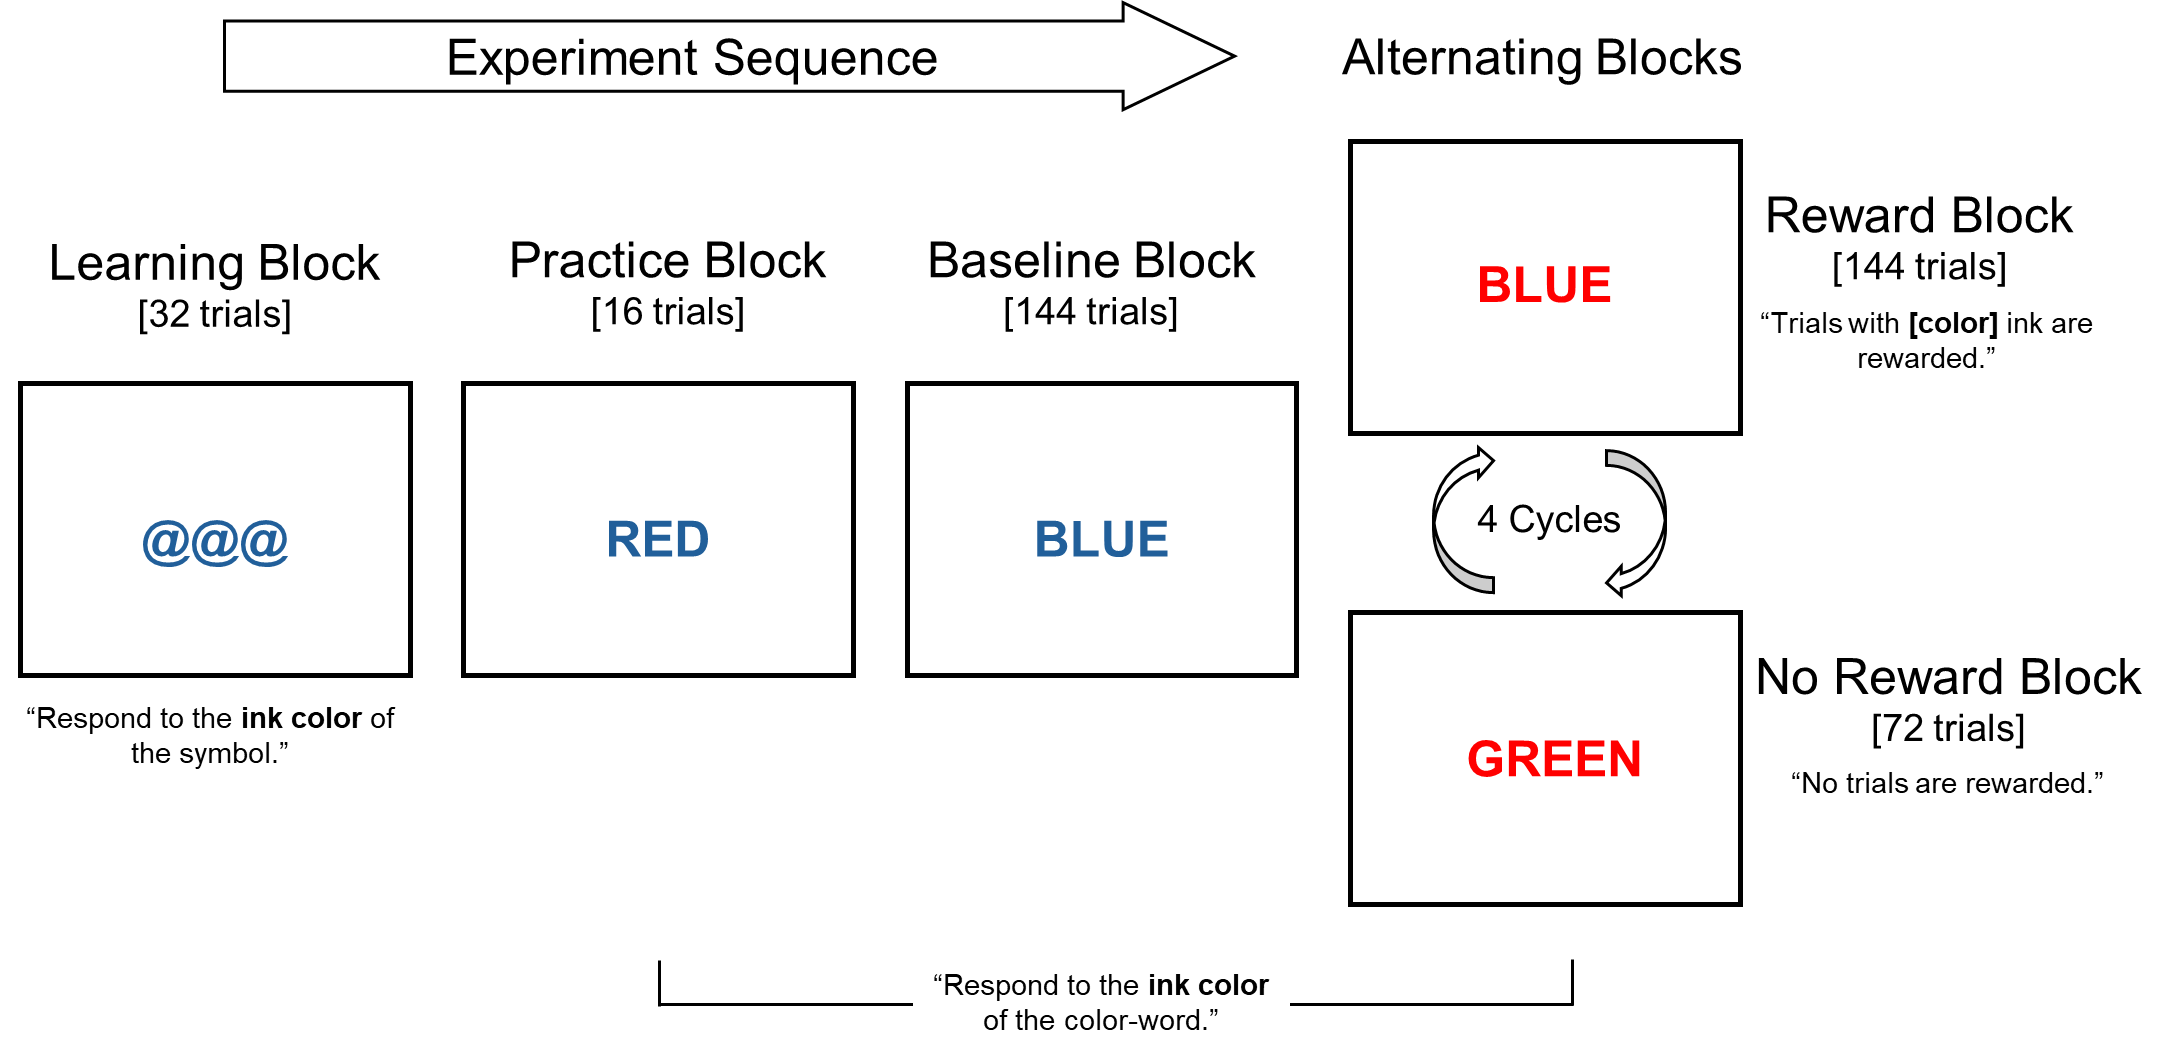 Experiment Sequence
Alternating Blocks
Learning Block
[32 trials]
@@@
“Respond to the ink color of
the symbol.”
Practice Block
[16 trials]
RED
Baseline Block
[144 trials]
BLUE
BLUE
Reward Block
[144 trials]
“Trials with [color] ink are
rewarded.”
4 Cycles
GREEN
No Reward Block
[72 trials]
“No trials are rewarded.”
“Respond to the ink color
of the color-word.”